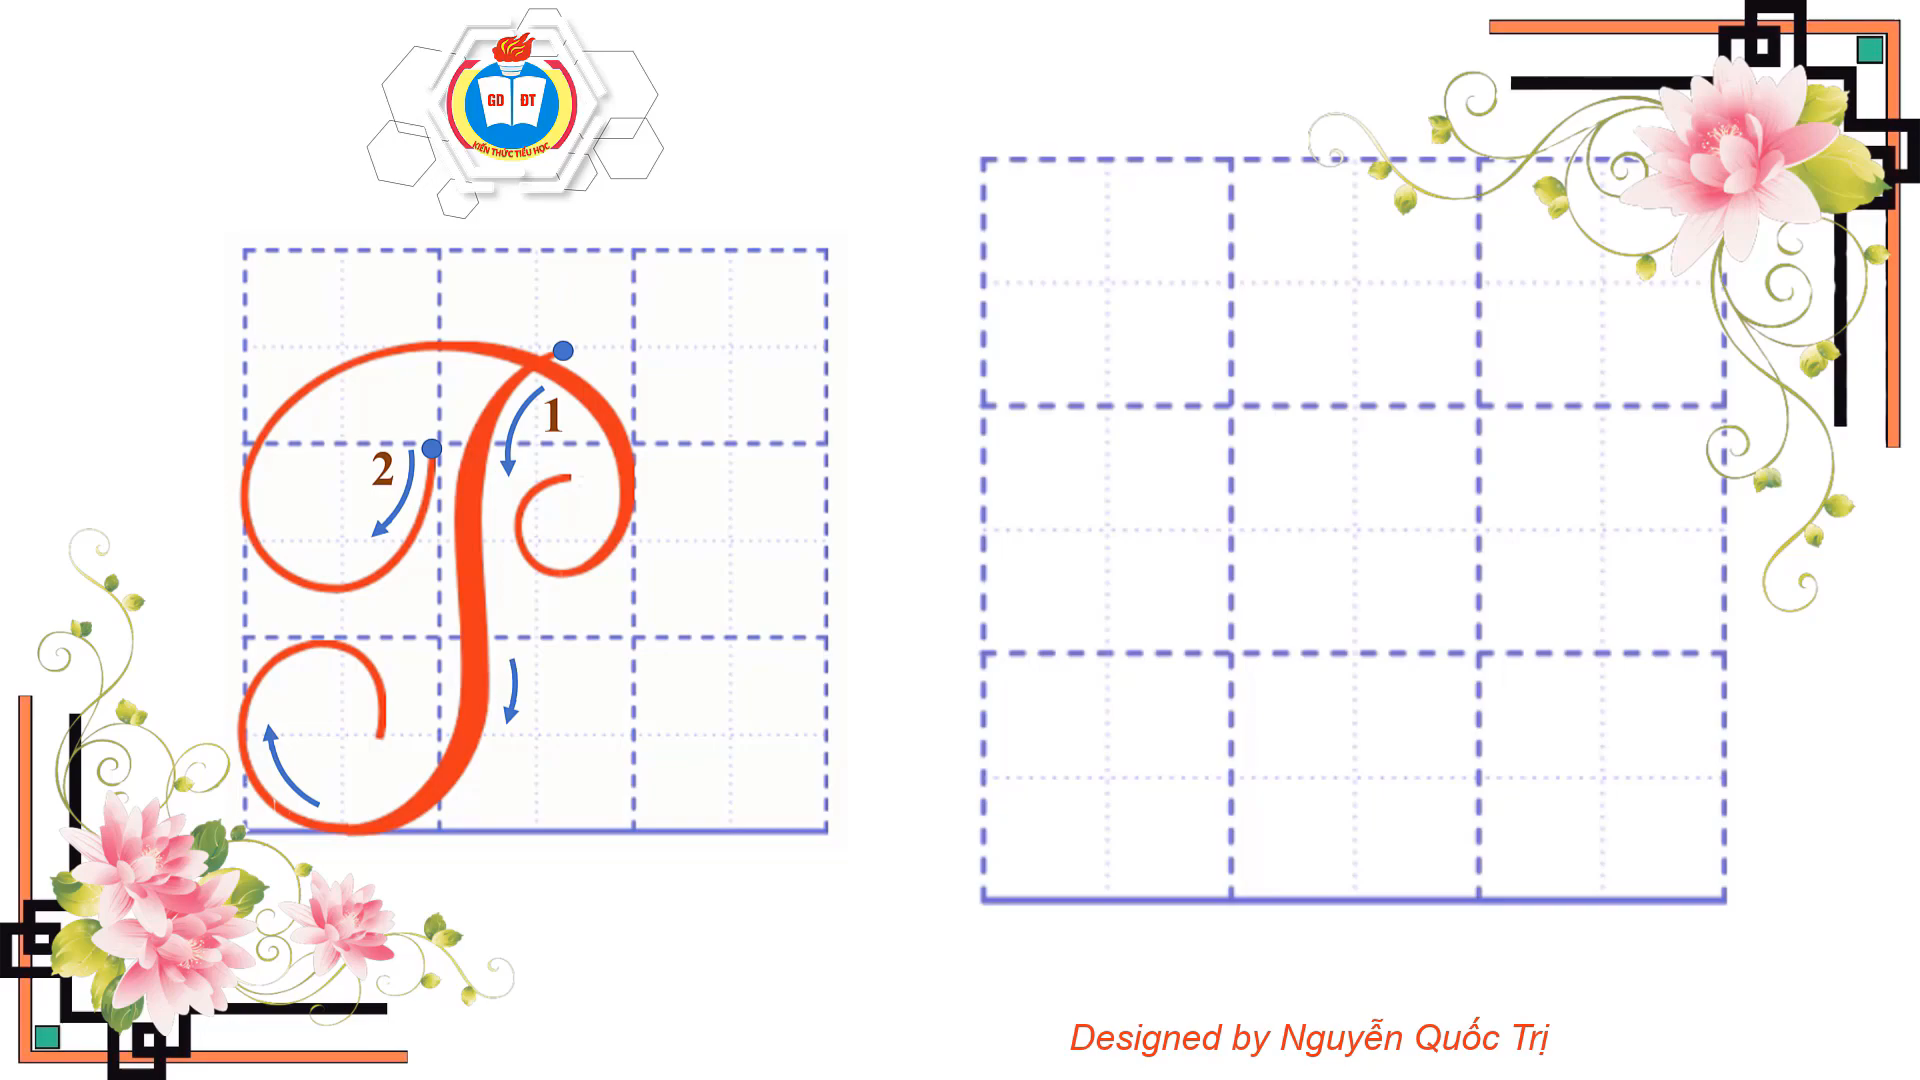 GD ĐT
KIẾN THỨC TIỂU HỌC
1
2
P
Designed by Nguyễn Quốc Trị